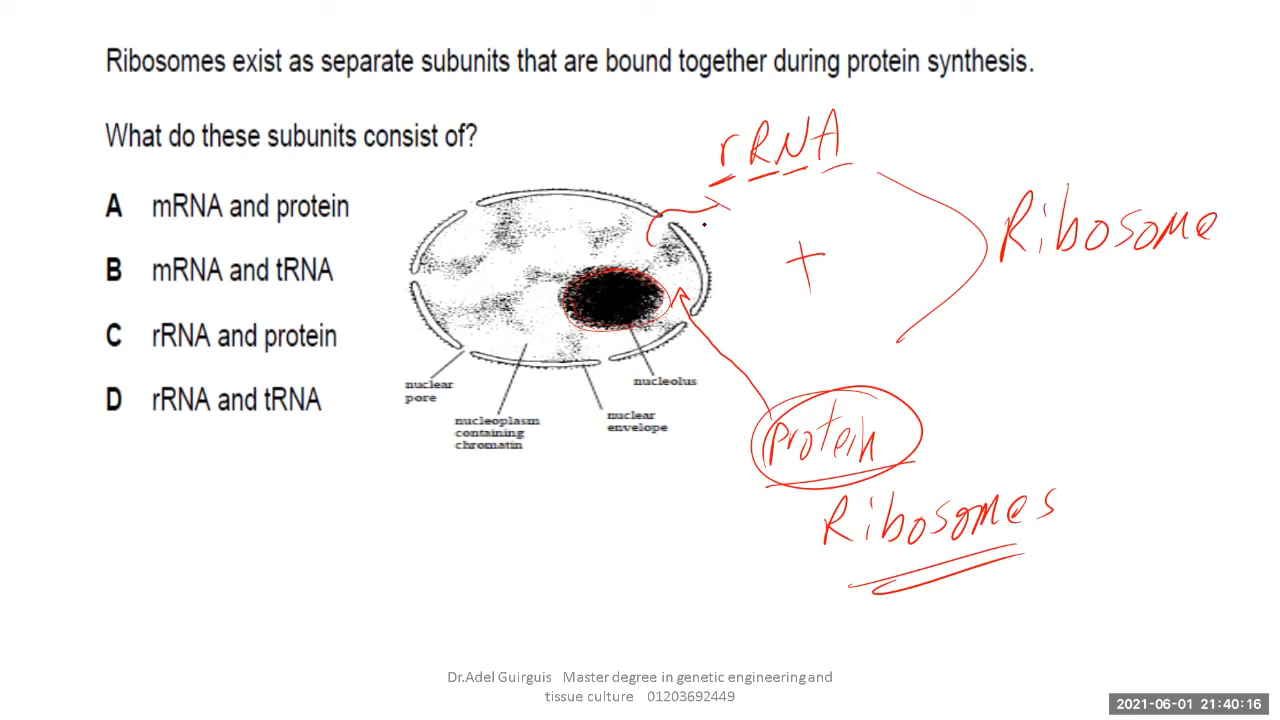 Ribosomes exist as separate subunits that are bound together during protein synthesis.
What do these subunits consist of?
A mRNA and protein
B mRNA and tRNA
C rRNA and protein
D rRNA and tRNA
rRNA
+
Ribosome
nuclear
pore
nucleoplasm
containing
chromatin
nuclear
envelope
nucleolus
protein
Ribosomes
Dr.Adel Guirguis Master degree in genetic engineering and
tissue culture 01203692449
2021-06-01 21:40:16